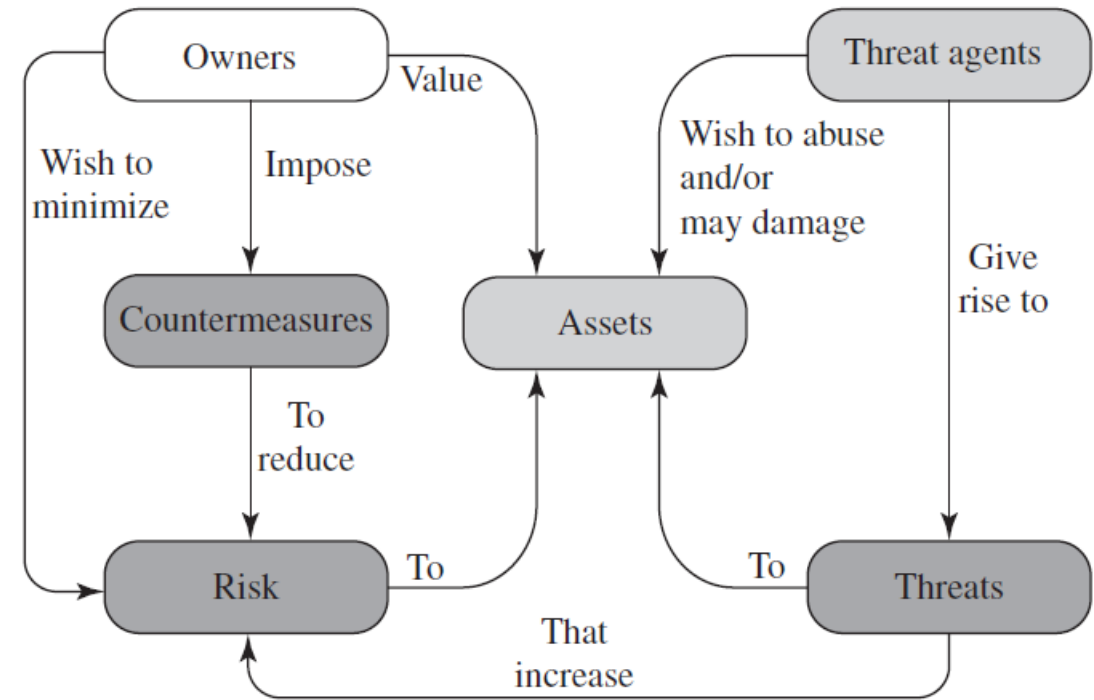 Owners
Value
Threat agents
Wish to
minimize
Impose
Wish to abuse
and/or
may damage
Give
rise to
Countermeasures
Assets
To
reduce
Risk
To
To
Threats
That
increase